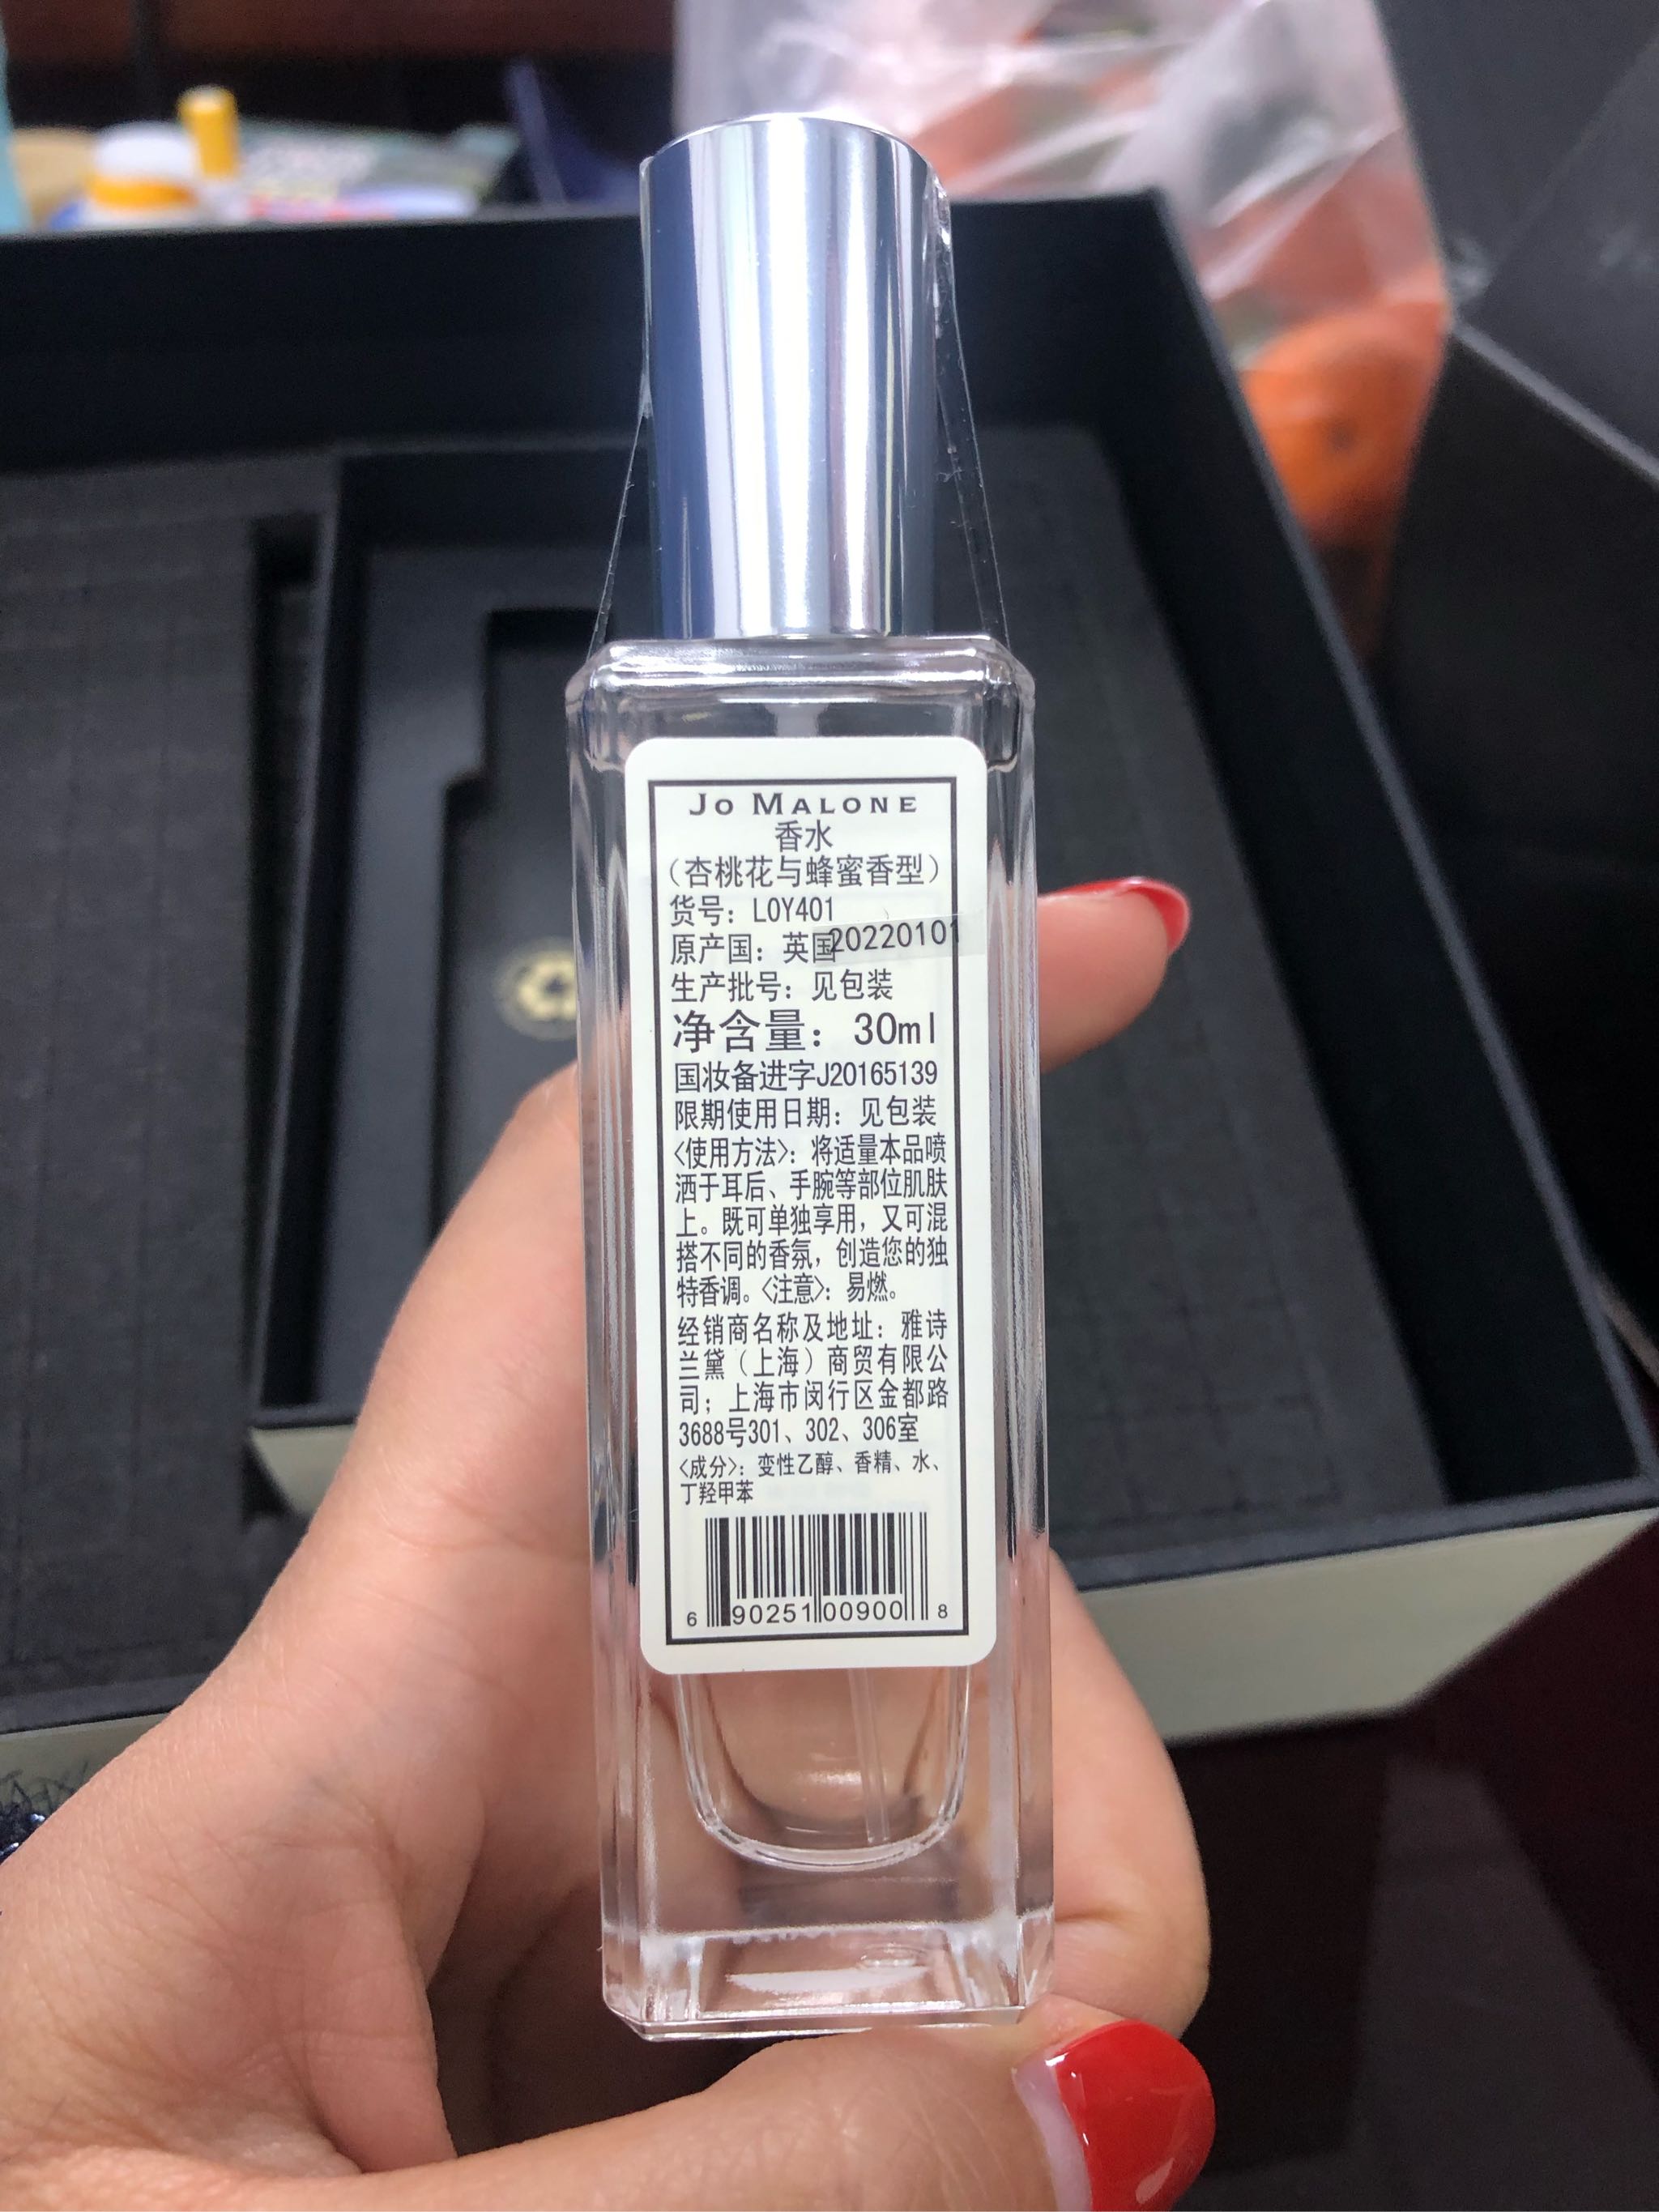 JO MALONE
香水
（杏桃花与蜂蜜香型）
货号：L0Y401
原产国：英国20220101
生产批号：见包装
净含量：30ml
国妆备进字J20165139
限期使用日期：见包装
<使用方法>：将适量本品喷
洒于耳后、手腕等部位肌肤
上。既可单独享用，又可混
搭不同的香氛，创造您的独
特香调。<注意>：易燃。
经销商名称及地址：雅诗
兰黛（上海）商贸有限公
司；上海市闵行区金都路
3688号301、302、306室
<成分>：变性乙醇、香精、水、
丁羟甲苯
6 90251 00900 8